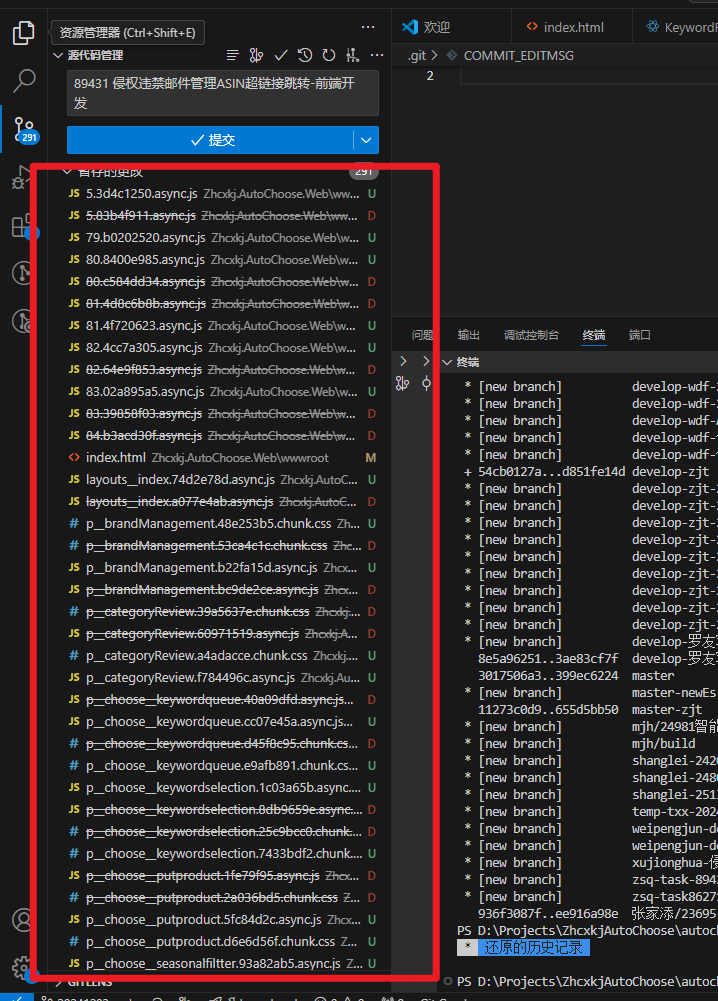 资源管理器 (Ctrl+Shift+E)
源代码管理
89431 侵权违禁邮件管理ASIN超链接跳转-前端开
发
提交
291
暂存的更改
291
JS 5.3d4c1250.async.js Zhcxkj.AutoChoose.Web\ww... U
JS 5.83b4f911.async.js Zhcxkj.AutoChoose.Web\ww... D
JS 79.b0202520.async.js Zhcxkj.AutoChoose.Web\w... U
JS 80.8400e985.async.js Zhcxkj.AutoChoose.Web\w... U
JS 80.c584dd34.async.js Zhcxkj.AutoChoose.Web\w... D
JS 81.4d8c6b8b.async.js Zhcxkj.AutoChoose.Web\w... D
JS 81.4f720623.async.js Zhcxkj.AutoChoose.Web\w... U
JS 82.4cc7a305.async.js Zhcxkj.AutoChoose.Web\w... U
JS 82.64e9f853.async.js Zhcxkj.AutoChoose.Web\w... D
JS 83.02a895a5.async.js Zhcxkj.AutoChoose.Web\w... U
JS 83.39858f03.async.js Zhcxkj.AutoChoose.Web\w... D
JS 84.b3acd30f.async.js Zhcxkj.AutoChoose.Web\w... D
index.html Zhcxkj.AutoChoose.Web\wwwroot M
JS layouts__index.74d2e78d.async.js Zhcxkj.AutoC... U
JS layouts__index.a077e4ab.async.js Zhcxkj.AutoC... D
# p__brandManagement.48e253b5.chunk.css Zh... U
# p__brandManagement.53ca4c1c.chunk.css Zhc... D
JS p__brandManagement.b22fa15d.async.js Zhcx... U
JS p__brandManagement.bc9de2ce.async.js Zhcx... D
# p__categoryReview.39a5637e.chunk.css Zhcxkj... D
JS p__categoryReview.60971519.async.js Zhcxkj.A... D
# p__categoryReview.a4adacce.chunk.css Zhcxkj... U
JS p__categoryReview.f784496c.async.js Zhcxkj.Au... U
JS p__choose__keywordqueue.40a09dfd.async.js... D
JS p__choose__keywordqueue.cc07e45a.async.js... U
# p__choose__keywordqueue.d45f8c95.chunk.cs... D
# p__choose__keywordqueue.e9afb891.chunk.cs... U
JS p__choose__keywordselection.1c03a65b.async.... U
JS p__choose__keywordselection.8db9659e.async.... D
# p__choose__keywordselection.25c9bcc0.chunk.... D
# p__choose__keywordselection.7433bdf2.chunk.... U
JS p__choose__putproduct.1fe79f95.async.js Zhcx... D
# p__choose__putproduct.2a036bd5.chunk.css Z... D
JS p__choose__putproduct.5fc84d2c.async.js Zhcx... U
# p__choose__putproduct.d6e6d56f.chunk.css Z... U
JS p__choose__seasonalfiltter.93a82ab5.async.js Z... U
GITLENS
欢迎
index.html
KeywordR
.git > COMMIT_EDITMSG
2
问题 输出 调试控制台 终端 端口
终端
* [new branch] develop-wdf-2
* [new branch] develop-wdf-2
* [new branch] develop-wdf-
* [new branch] develop-wdf-
* [new branch] develop-wdf-
+ 54cb0127a...d851fe14d develop-zjt
* [new branch] develop-zjt-2
* [new branch] develop-zjt-2
* [new branch] develop-zjt-2
* [new branch] develop-zjt-2
* [new branch] develop-zjt-2
* [new branch] develop-zjt-2
* [new branch] develop-zjt-2
* [new branch] develop-zjt-2
* [new branch] develop-zjt-2
* [new branch] develop-罗友
8e5a96251..3ae83cf7f develop-罗友
3017506a3..399ec6224 master
* [new branch] master-newEs
11273c0d9..655d5bb50 master-zjt
* [new branch] mjh/24981智能
* [new branch] mjh/build
* [new branch] shanglei-242
* [new branch] shanglei-248
* [new branch] shanglei-251
* [new branch] temp-txx-202
* [new branch] weipengjun-d
* [new branch] weipengjun-d
* [new branch] xujionghua-侵
* [new branch] zsq-task-894
* [new branch] zsq-task8627
936f3087f..ee916a98e 张家添/23695
PS D:\Projects\ZhcxkjAutoChoose\autoc
* 还原的历史记录
PS D:\Projects\ZhcxkjAutoChoose\autoc